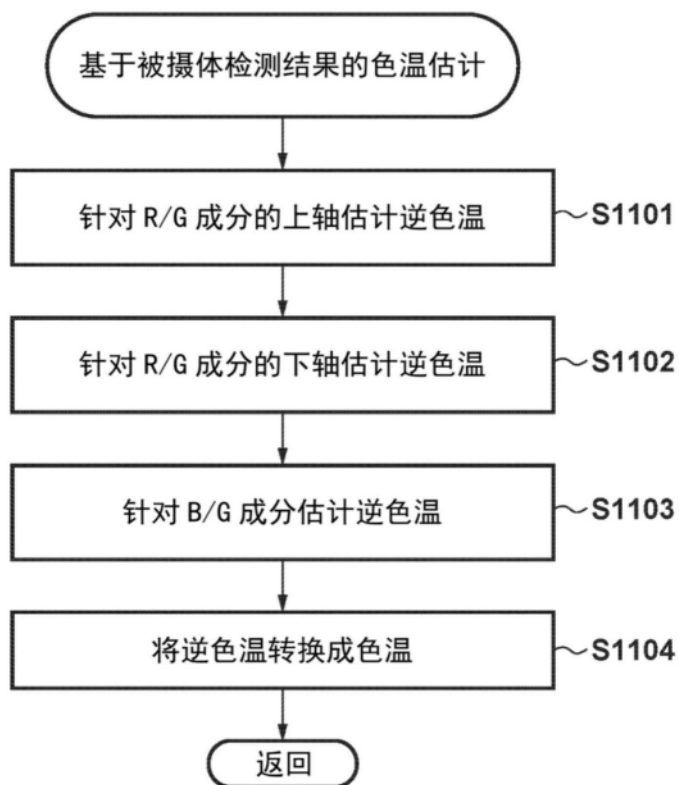 基于被摄体检测结果的色温估计
针对 R/G 成分的上轴估计逆色温
S1101
针对 R/G 成分的下轴估计逆色温
S1102
针对 B/G 成分估计逆色温
S1103
将逆色温转换成色温
S1104
返回